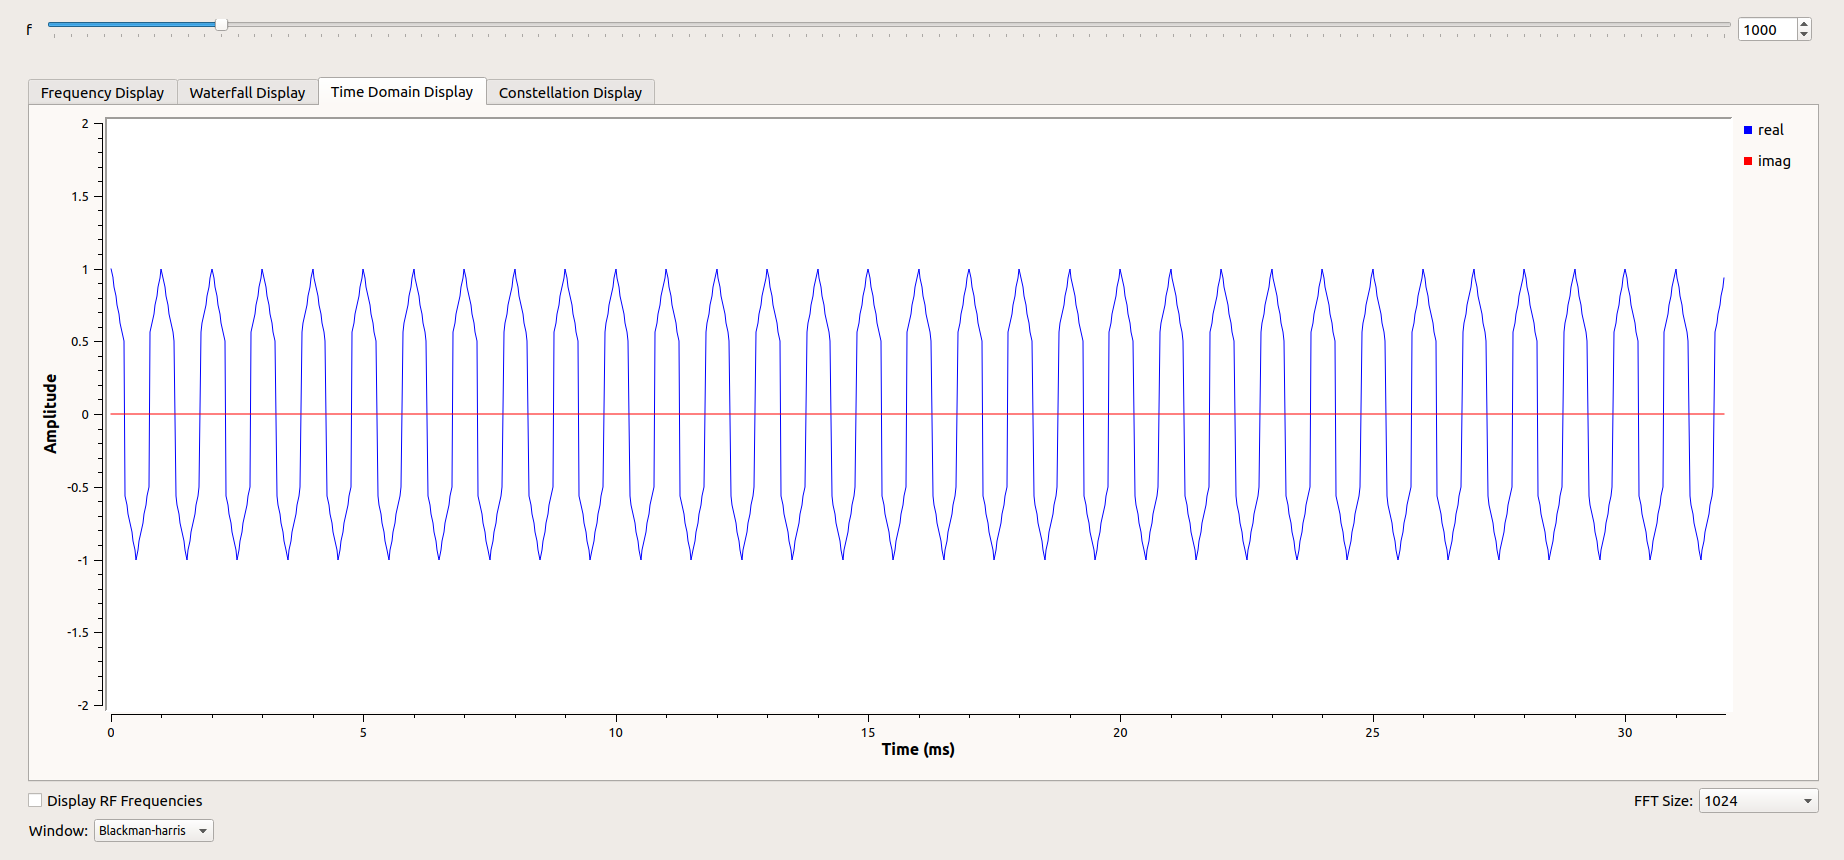 f
1000
Frequency Display Waterfall Display Time Domain Display Constellation Display
2
1.5
1
0.5
0
-0.5
-1
-1.5
-2
Amplitude
real
imag
0 5 10 15 20 25 30
Time (ms)
Display RF Frequencies
FFT Size: 1024
Window: Blackman-harris